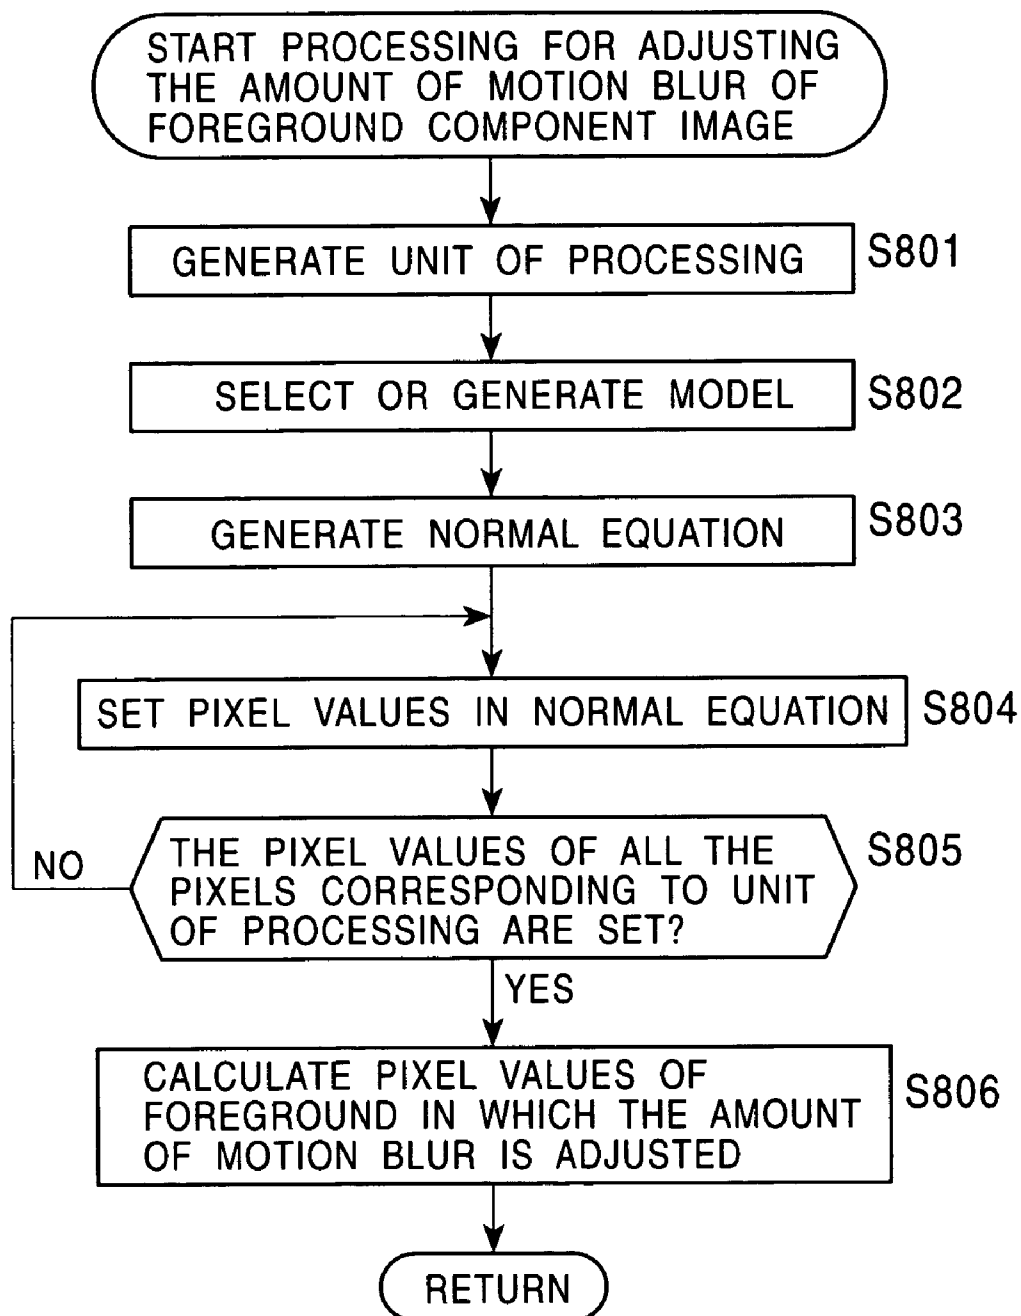 START PROCESSING FOR ADJUSTING
THE AMOUNT OF MOTION BLUR OF
FOREGROUND COMPONENT IMAGE
GENERATE UNIT OF PROCESSING
S801
SELECT OR GENERATE MODEL
S802
GENERATE NORMAL EQUATION
S803
SET PIXEL VALUES IN NORMAL EQUATION
S804
THE PIXEL VALUES OF ALL THE
PIXELS CORRESPONDING TO UNIT
OF PROCESSING ARE SET?
S805
NO
YES
CALCULATE PIXEL VALUES OF
FOREGROUND IN WHICH THE AMOUNT
OF MOTION BLUR IS ADJUSTED
S806
RETURN